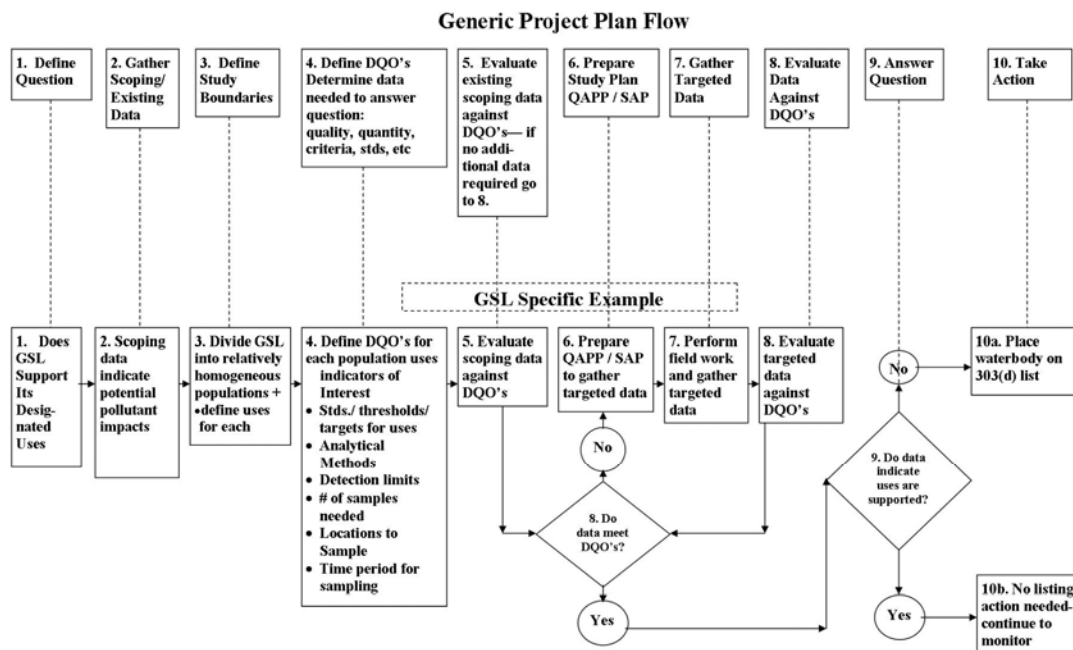 Generic Project Plan Flow
1. Define
Question
2. Gather
Scoping/
Existing
Data
3. Define
Study
Boundaries
4. Define DQO's
Determine data
needed to answer
question:
quality, quantity,
criteria, stds, etc
5. Evaluate
existing
scoping data
against
DQO's— if
no addi-
tional data
required go
to 8.
6. Prepare
Study Plan
QAPP / SAP
7. Gather
Targeted
Data
8. Evaluate
Data
Against
DQO's
9. Answer
Question
10. Take
Action
GSL Specific Example
1. Does
GSL
Support
Its
Desig-
nated
Uses
2. Scoping
data
indicate
potential
pollutant
impacts
3. Divide GSL
into relatively
homogeneous
populations +
•define uses
for each
4. Define DQO's for
each population uses
indicators of
Interest
• Stds./ thresholds/
targets for uses
• Analytical
Methods
• Detection limits
• # of samples
needed
• Locations to
Sample
• Time period for
sampling
5. Evaluate
scoping data
against
DQO's
6. Prepare
QAPP / SAP
to gather
targeted data
7. Perform
field work
and gather
targeted
data
8. Evaluate
targeted
data
against
DQO's
No
8. Do
data meet
DQO's?
Yes
No
9. Do data
indicate
uses are
supported?
Yes
10a. Place
waterbody on
303(d) list
10b. No listing
action needed-
continue to
monitor